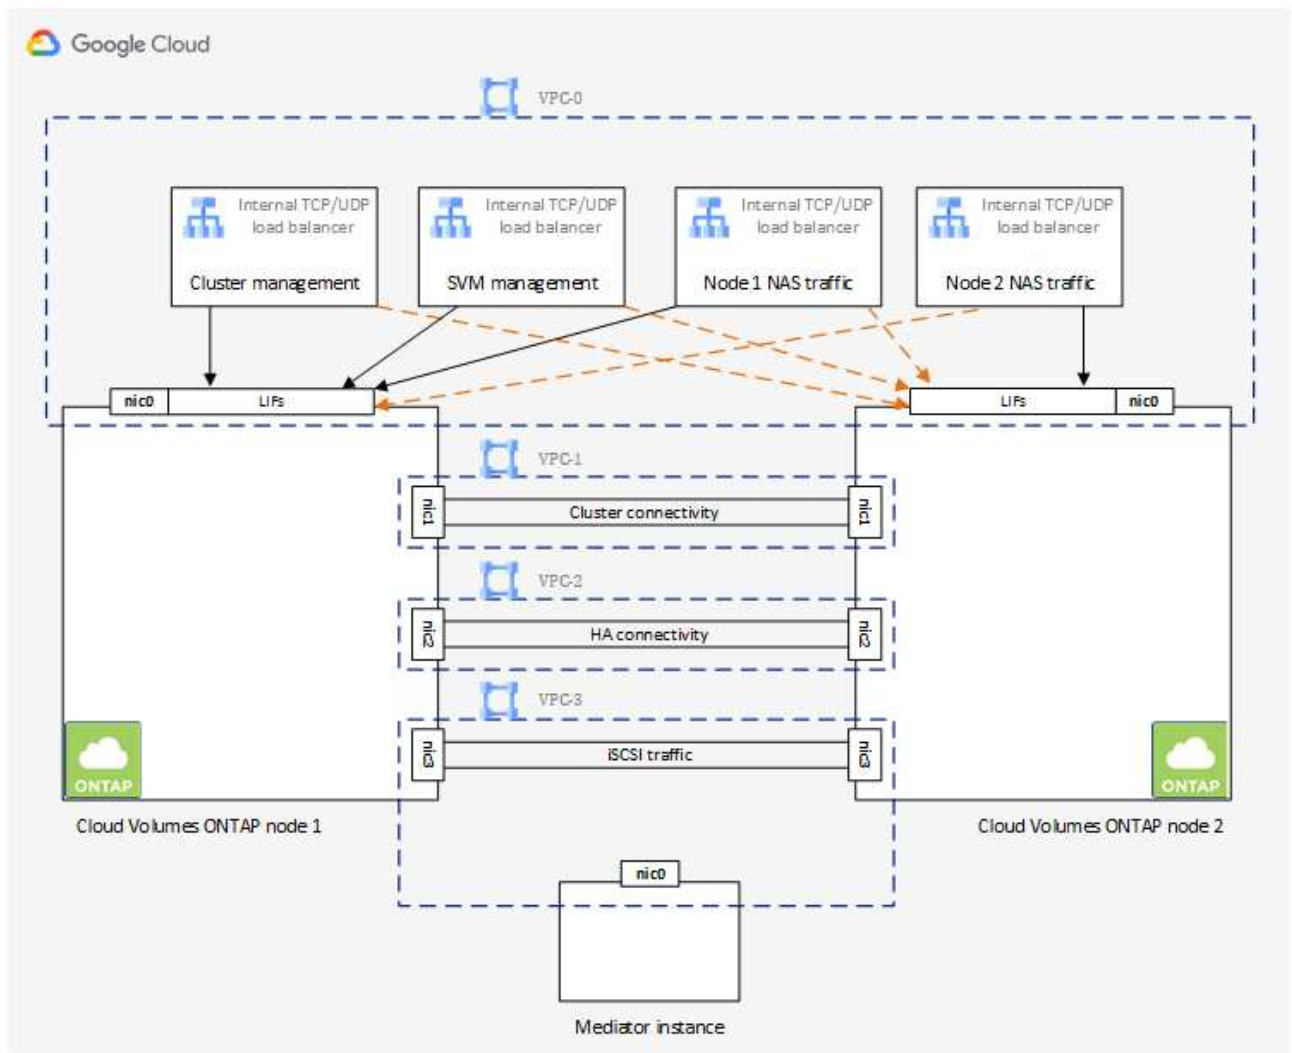 Google Cloud
VPC-0
Internal TCP/UDP
load balancer
Cluster management
Internal TCP/UDP
load balancer
SVM management
Internal TCP/UDP
load balancer
Node 1 NAS traffic
Internal TCP/UDP
load balancer
Node 2 NAS traffic
nic0
LIFs
LIFs
nic0
VPC-1
nic1
Cluster connectivity
nic1
VPC-2
nic2
HA connectivity
nic2
VPC-3
nic3
iSCSI traffic
nic3
ONTAP
ONTAP
Cloud Volumes ONTAP node 1
Cloud Volumes ONTAP node 2
nic0
Mediator instance